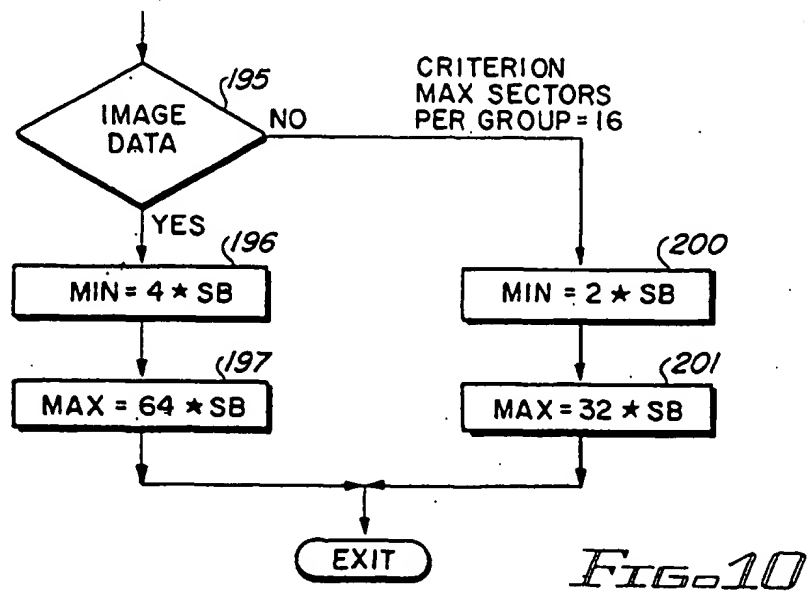 195
IMAGE
DATA
NO
CRITERION
MAX SECTORS
PER GROUP = 16
YES
196
MIN = 4 ★ SB
200
MIN = 2 ★ SB
197
MAX = 64 ★ SB
201
MAX = 32 ★ SB
EXIT
FIG. 10